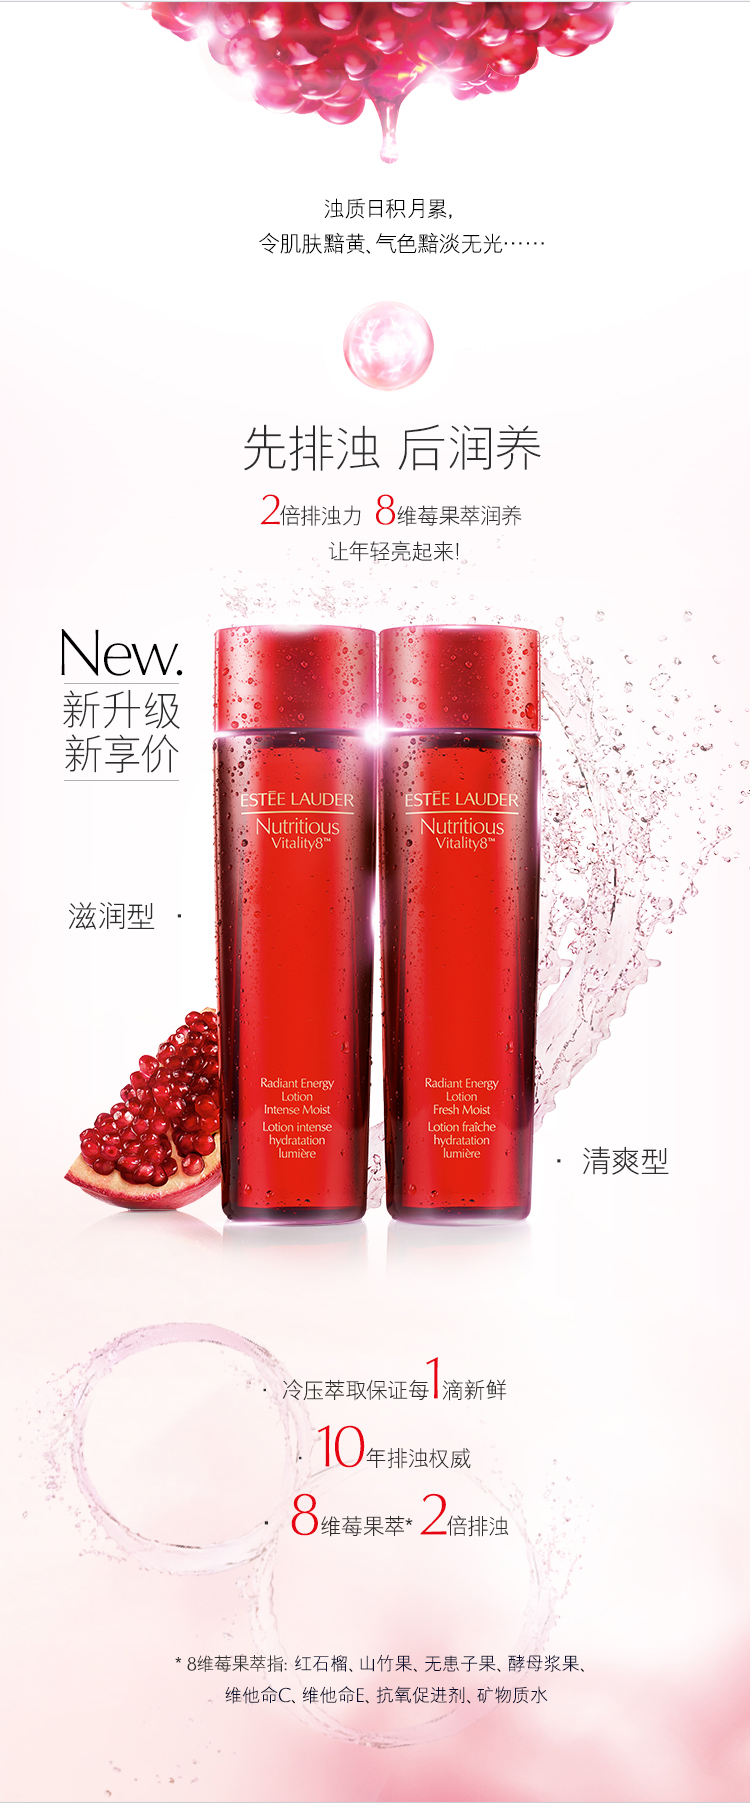 浊质日积月累,
令肌肤黯黄、气色黯淡无光……
先排浊 后润养
2倍排浊力 8维莓果萃润养
让年轻亮起来!
New.
新升级
新享价
ESTĒE LAUDER
Nutritious
Vitality8™
ESTĒE LAUDER
Nutritious
Vitality8™
滋润型 ·
Radiant Energy
Lotion
Intense Moist
Lotion intense
hydratation
lumière
Radiant Energy
Lotion
Fresh Moist
Lotion fraîche
hydratation
lumière
· 清爽型
· 冷压萃取保证每1滴新鲜
· 10年排浊权威
· 8维莓果萃* 2倍排浊
* 8维莓果萃指: 红石榴、山竹果、无患子果、酵母浆果、
维他命C、维他命E、抗氧促进剂、矿物质水